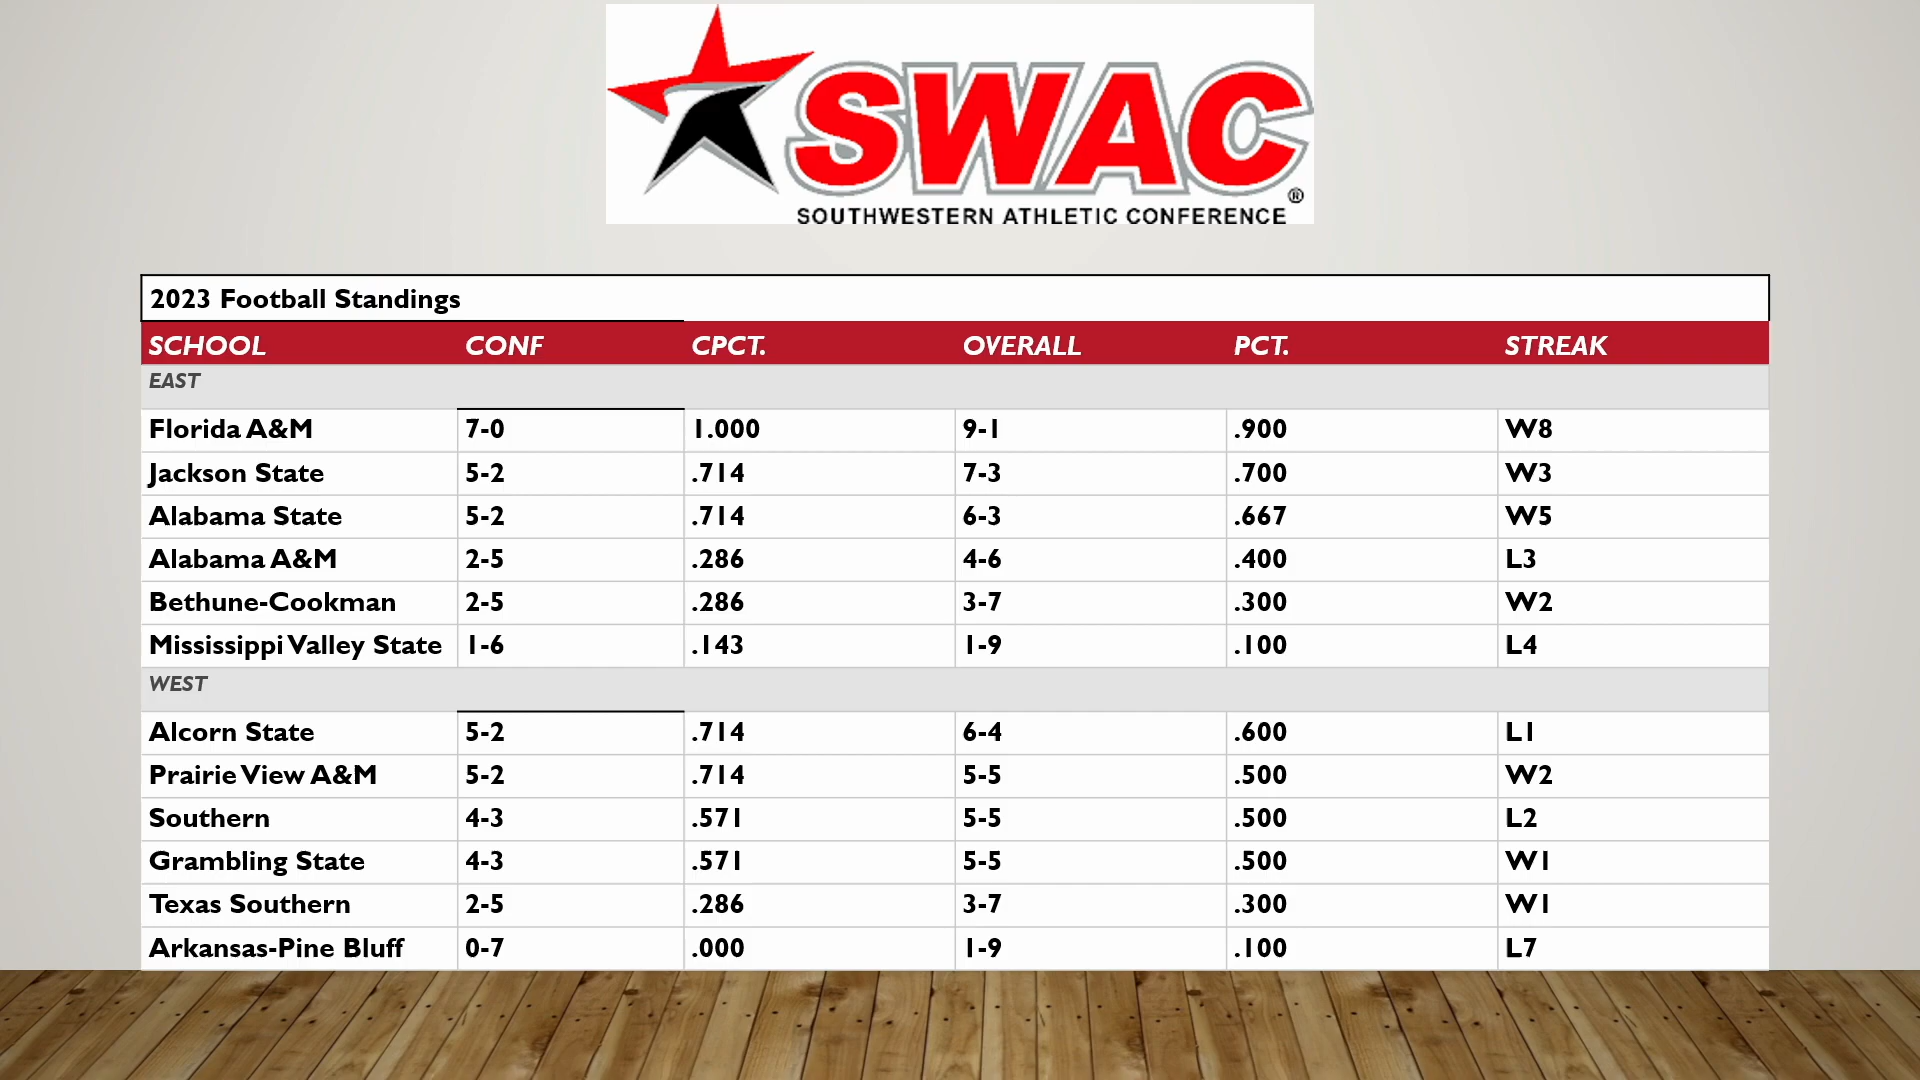 SWAC
®
SOUTHWESTERN ATHLETIC CONFERENCE
2023 Football Standings
SCHOOL CONF CPCT. OVERALL PCT. STREAK
EAST
Florida A&M 7-0 1.000 9-1 .900 W8
Jackson State 5-2 .714 7-3 .700 W3
Alabama State 5-2 .714 6-3 .667 W5
Alabama A&M 2-5 .286 4-6 .400 L3
Bethune-Cookman 2-5 .286 3-7 .300 W2
Mississippi Valley State 1-6 .143 1-9 .100 L4
WEST
Alcorn State 5-2 .714 6-4 .600 L1
Prairie View A&M 5-2 .714 5-5 .500 W2
Southern 4-3 .571 5-5 .500 L2
Grambling State 4-3 .571 5-5 .500 W1
Texas Southern 2-5 .286 3-7 .300 W1
Arkansas-Pine Bluff 0-7 .000 1-9 .100 L7